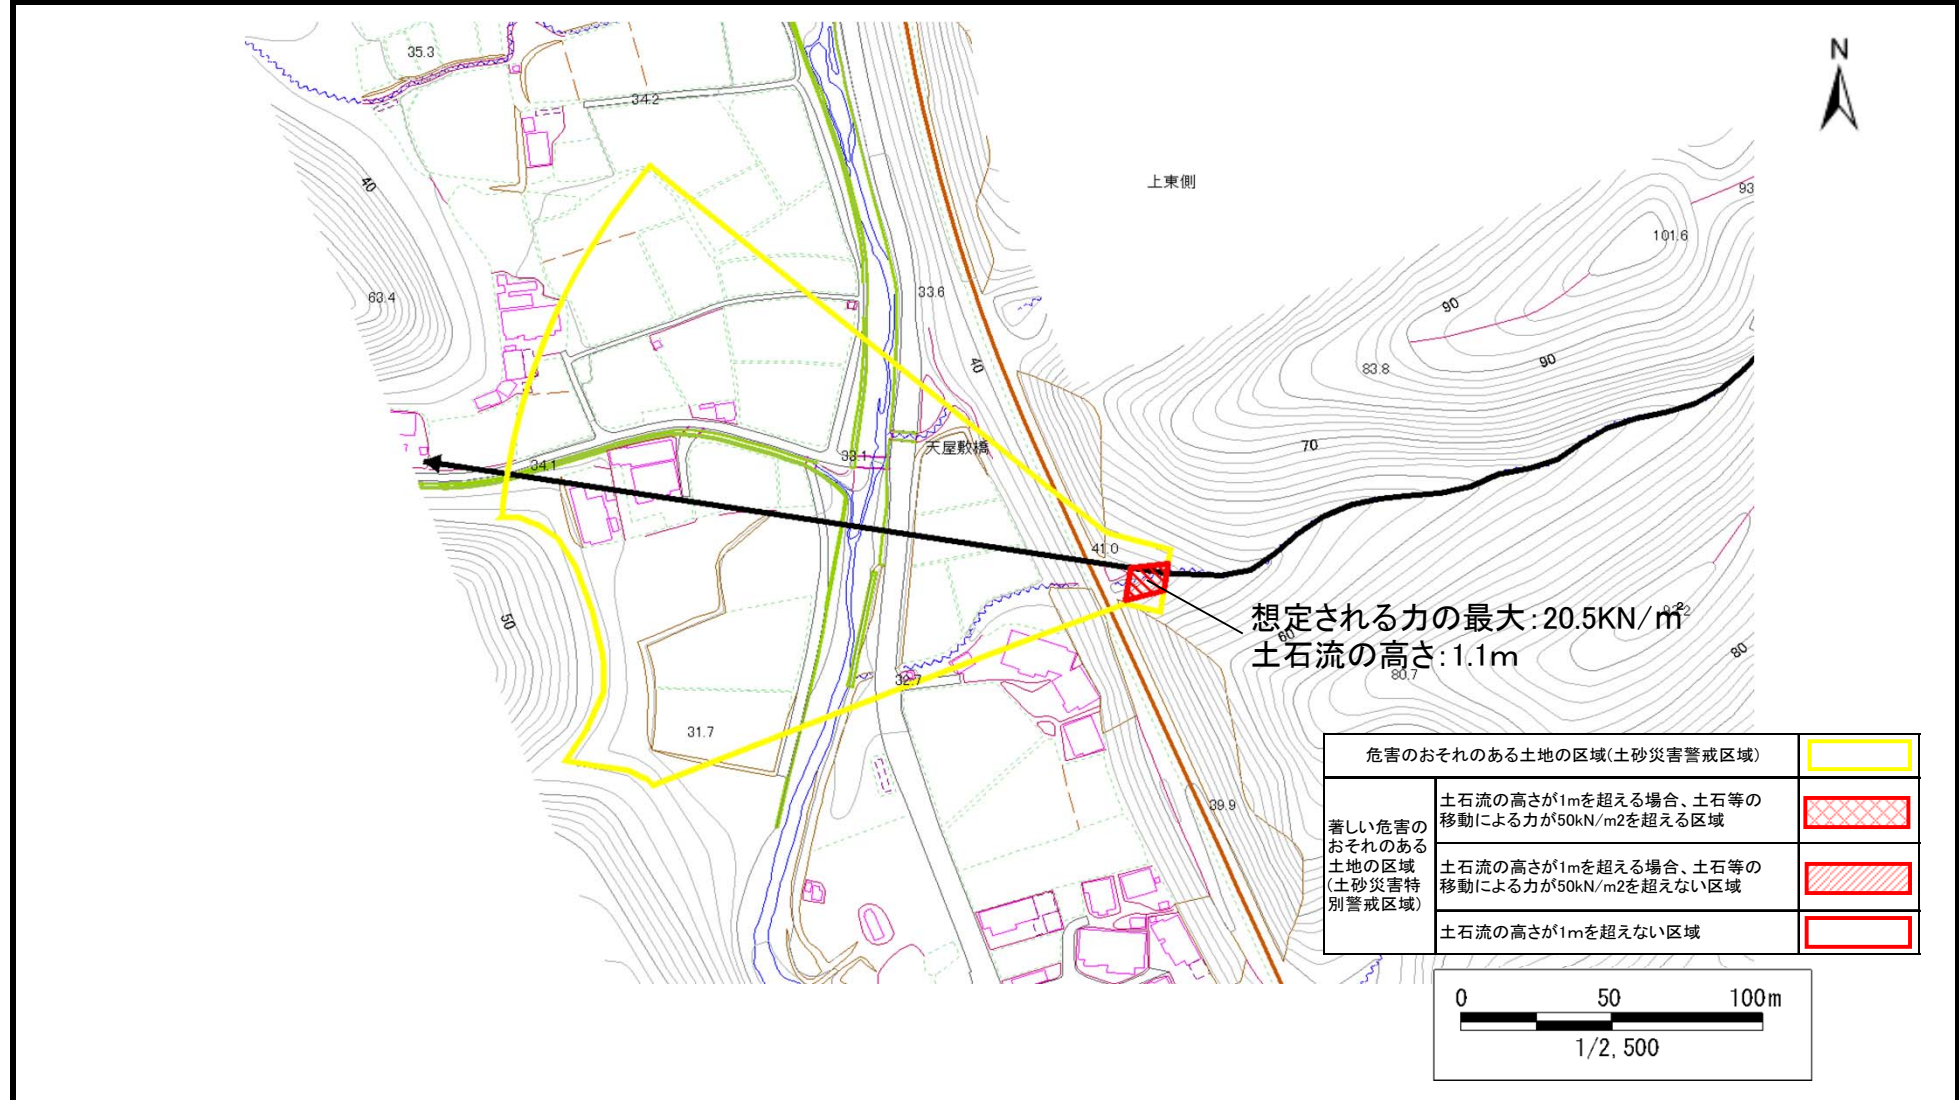 35.3
34.2
N
40
上東側
93
101.6
63.4
33.6
90
40
83.8
90
70
天屋敷橋
33.1
34.1
7
41.0
50
想定される力の最大:20.5KN/㎡
60
土石流の高さ:1.1m
80
80.7
32.7
31.7
39.9
危害のおそれのある土地の区域(土砂災害警戒区域)
著しい危害の
おそれのある
土地の区域
(土砂災害特
別警戒区域)
土石流の高さが1mを超える場合、土石等の
移動による力が50kN/m2を超える区域
土石流の高さが1mを超える場合、土石等の
移動による力が50kN/m2を超えない区域
土石流の高さが1mを超えない区域
0 50 100m
1/2,500